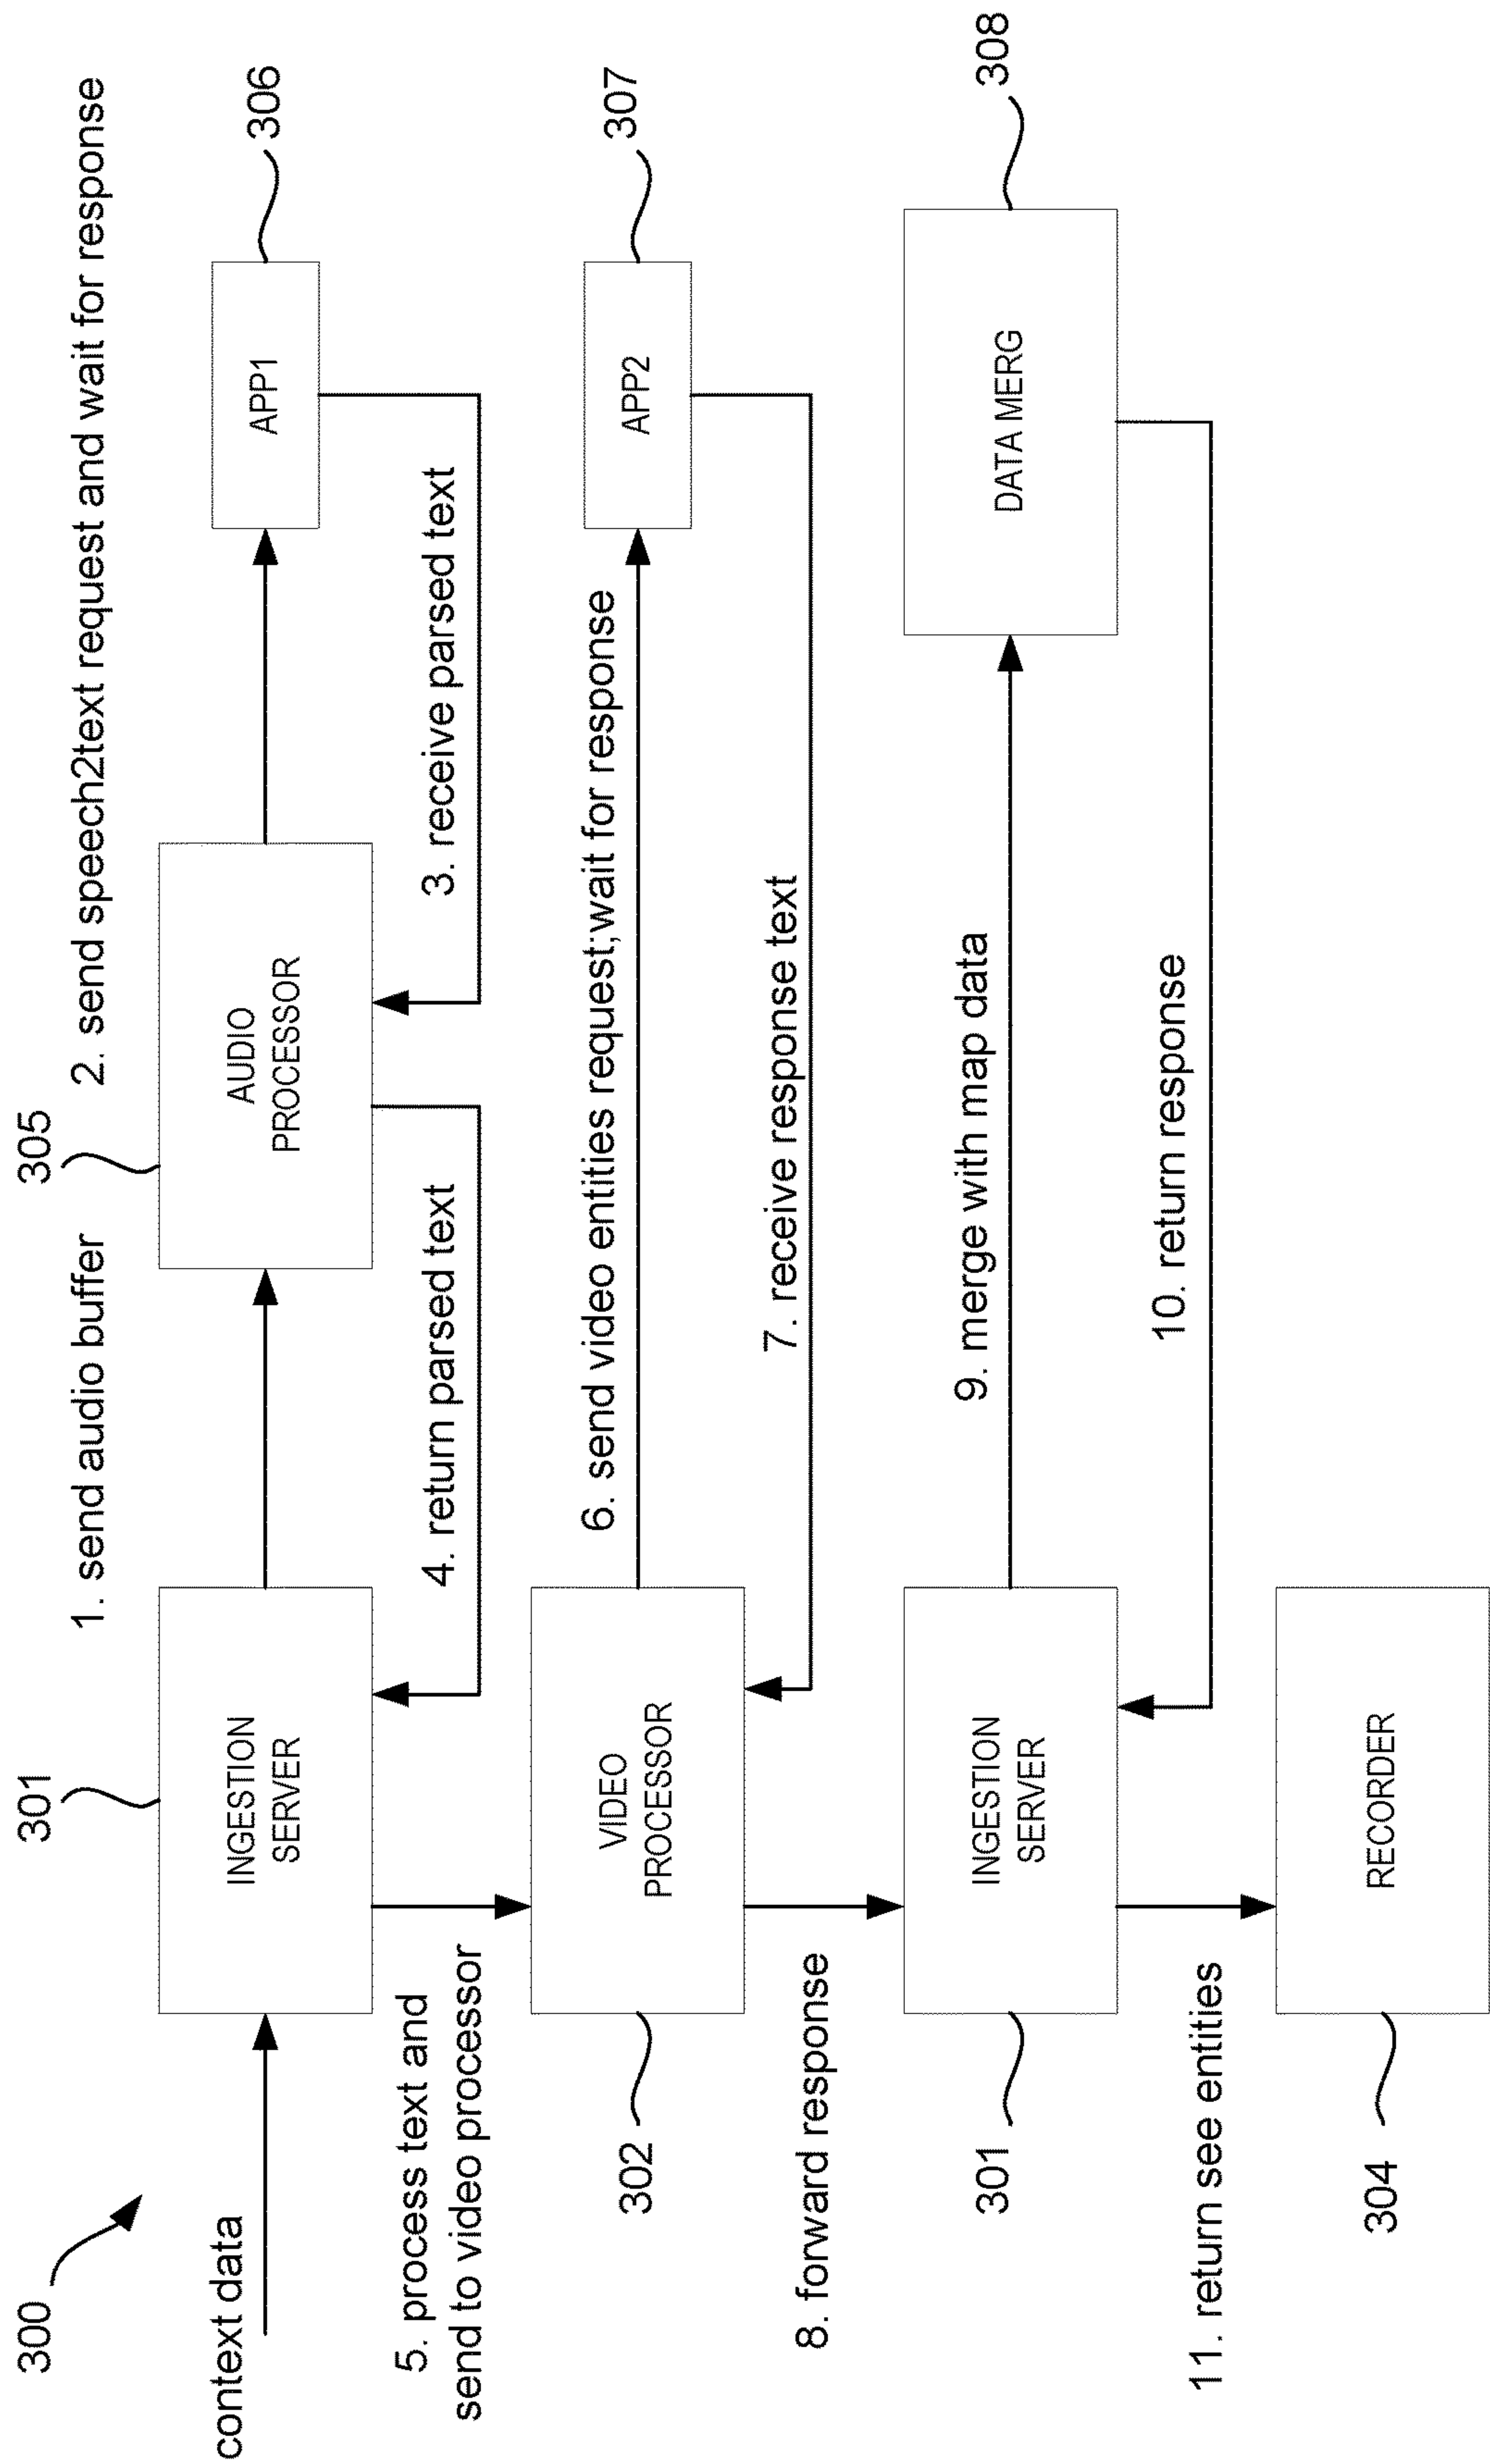 300
context data
301
INGESTION
SERVER
1. send audio buffer
305
AUDIO
PROCESSOR
2. send speech2text request and wait for response
APP1
306
3. receive parsed text
4. return parsed text
5. process text and
send to video processor
VIDEO
PROCESSOR
302
6. send video entities request;wait for response
APP2
307
7. receive response text
8. forward response
INGESTION
SERVER
301
9. merge with map data
DATA MERG
308
10. return response
11. return see entities
RECORDER
304